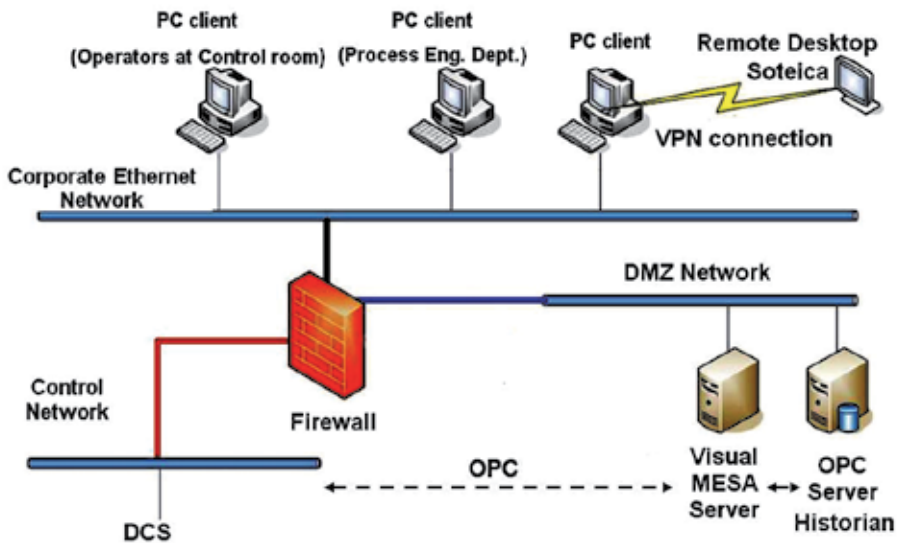 PC client
(Operators at Control room)
PC client
(Process Eng. Dept.)
PC client
Remote Desktop
Soteica
VPN connection
Corporate Ethernet
Network
DMZ Network
Control
Network
Firewall
OPC
DCS
Visual
MESA
Server
OPC
Server
Historian